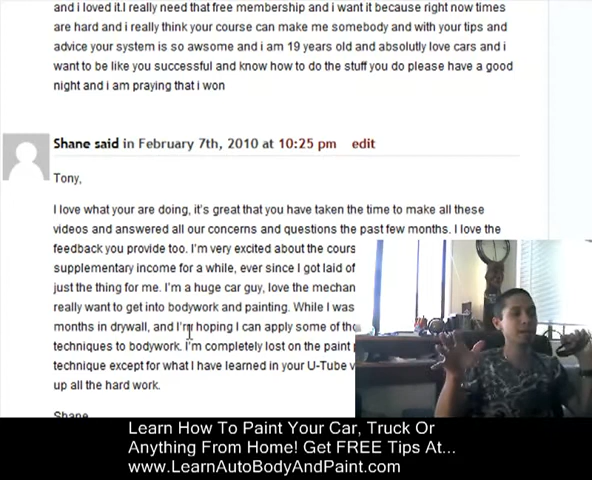 and i loved it.I really need that free membership and i want it because right now times
are hard and i really think your course can make me somebody and with your tips and
advice your system is so awsome and i am 19 years old and absolutly love cars and i
want to be like you successful and know how to do the stuff you do please have a good
night and i am praying that i won
Shane said in February 7th, 2010 at 10:25 pm edit
Tony,
I love what your are doing, it's great that you have taken the time to make all these
videos and answered all our concerns and questions the past few months. I love the
feedback you provide too. I'm very excited about the cours
supplementary income for a while, ever since I got laid of
just the thing for me. I'm a huge car guy, love the mechan
really want to get into bodywork and painting. While I was
months in drywall, and I'm hoping I can apply some of tho
techniques to bodywork. I'm completely lost on the paint
technique except for what I have learned in your U-Tube v
up all the hard work.
Shane
Learn How To Paint Your Car, Truck Or
Anything From Home! Get FREE Tips At...
www.LearnAutoBodyAndPaint.com